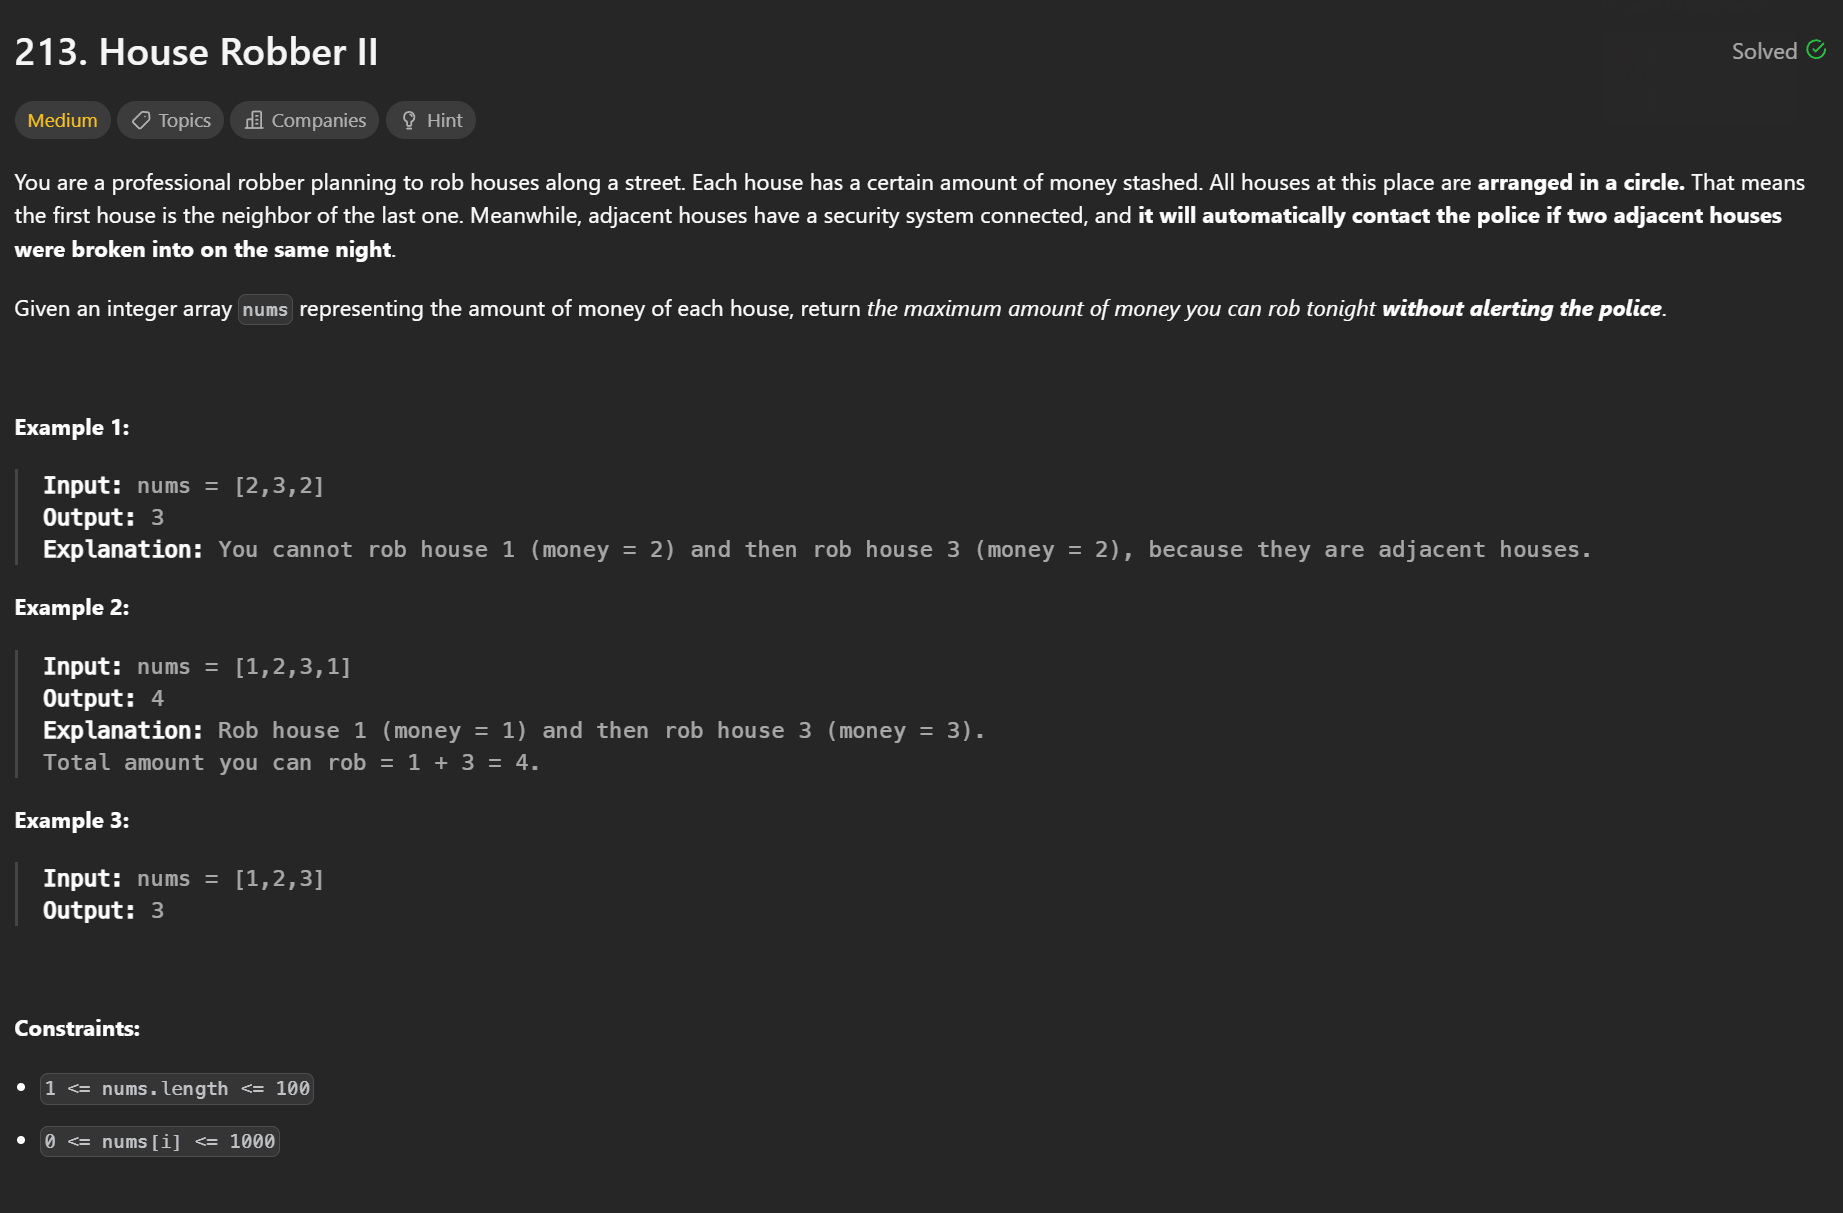 213. House Robber II
Solved
Medium
Topics
Companies
Hint
You are a professional robber planning to rob houses along a street. Each house has a certain amount of money stashed. All houses at this place are arranged in a circle. That means
the first house is the neighbor of the last one. Meanwhile, adjacent houses have a security system connected, and it will automatically contact the police if two adjacent houses
were broken into on the same night.
Given an integer array nums representing the amount of money of each house, return the maximum amount of money you can rob tonight without alerting the police.
Example 1:
Input: nums = [2,3,2]
Output: 3
Explanation: You cannot rob house 1 (money = 2) and then rob house 3 (money = 2), because they are adjacent houses.
Example 2:
Input: nums = [1,2,3,1]
Output: 4
Explanation: Rob house 1 (money = 1) and then rob house 3 (money = 3).
Total amount you can rob = 1 + 3 = 4.
Example 3:
Input: nums = [1,2,3]
Output: 3
Constraints:
• 1 <= nums.length <= 100
• 0 <= nums[i] <= 1000